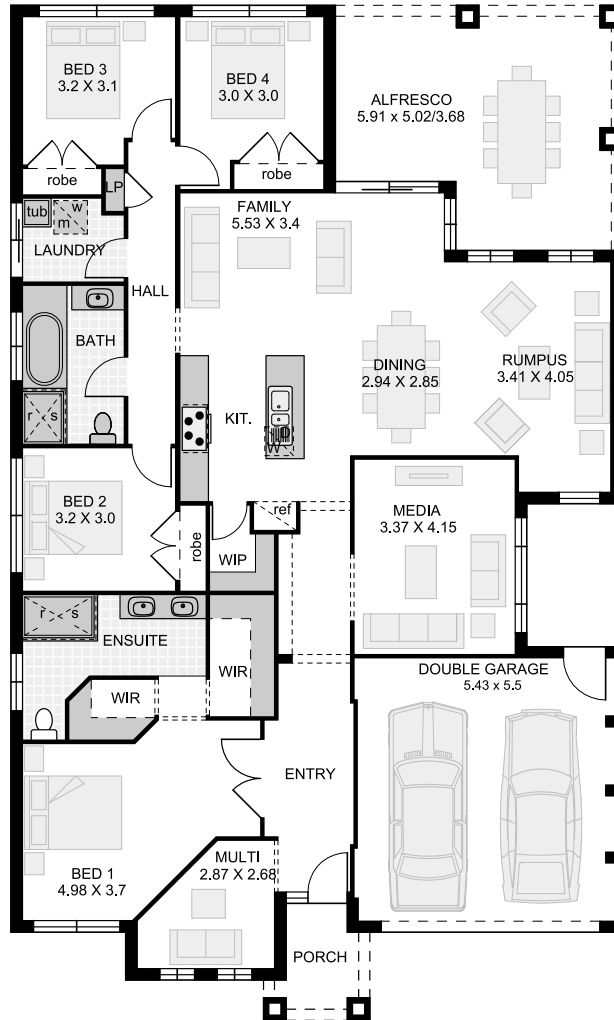 BED 3
3.2 X 3.1
BED 4
3.0 X 3.0
ALFRESCO
5.91 x 5.02/3.68
robe
LP
robe
tub
w
m
LAUNDRY
FAMILY
5.53 X 3.4
HALL
BATH
DINING
2.94 X 2.85
RUMPUS
3.41 X 4.05
r s
KIT.
BED 2
3.2 X 3.0
robe
ref
WIP
MEDIA
3.37 X 4.15
r s
ENSUITE
WIR
WIR
DOUBLE GARAGE
5.43 x 5.5
ENTRY
BED 1
4.98 X 3.7
MULTI
2.87 X 2.68
PORCH